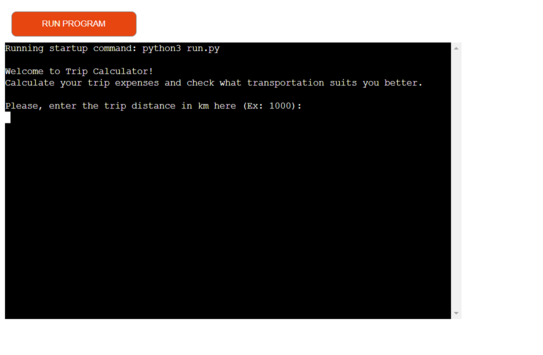 RUN PROGRAM
Running startup command: python3 run.py
Welcome to Trip Calculator!
Calculate your trip expenses and check what transportation suits you better.
Please, enter the trip distance in km here (Ex: 1000):